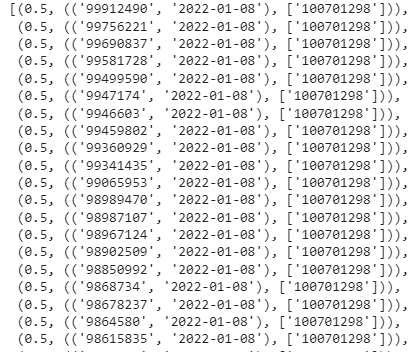 [(0.5, (('99912490', '2022-01-08'), ['100701298'])),
(0.5, (('99756221', '2022-01-08'), ['100701298'])),
(0.5, (('99690837', '2022-01-08'), ['100701298'])),
(0.5, (('99581728', '2022-01-08'), ['100701298'])),
(0.5, (('99499590', '2022-01-08'), ['100701298'])),
(0.5, (('9947174', '2022-01-08'), ['100701298'])),
(0.5, (('9946603', '2022-01-08'), ['100701298'])),
(0.5, (('99459802', '2022-01-08'), ['100701298'])),
(0.5, (('99360929', '2022-01-08'), ['100701298'])),
(0.5, (('99341435', '2022-01-08'), ['100701298'])),
(0.5, (('99065953', '2022-01-08'), ['100701298'])),
(0.5, (('98989470', '2022-01-08'), ['100701298'])),
(0.5, (('98987107', '2022-01-08'), ['100701298'])),
(0.5, (('98967124', '2022-01-08'), ['100701298'])),
(0.5, (('98902509', '2022-01-08'), ['100701298'])),
(0.5, (('98850992', '2022-01-08'), ['100701298'])),
(0.5, (('9868734', '2022-01-08'), ['100701298'])),
(0.5, (('98678237', '2022-01-08'), ['100701298'])),
(0.5, (('9864580', '2022-01-08'), ['100701298'])),
(0.5, (('98615835', '2022-01-08'), ['100701298'])),